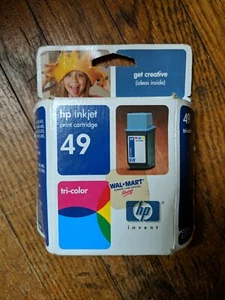 get creative
(ideas inside)
hp inkjet
print cartridge
49
49
tri-color
WAL-MART
hp
invent